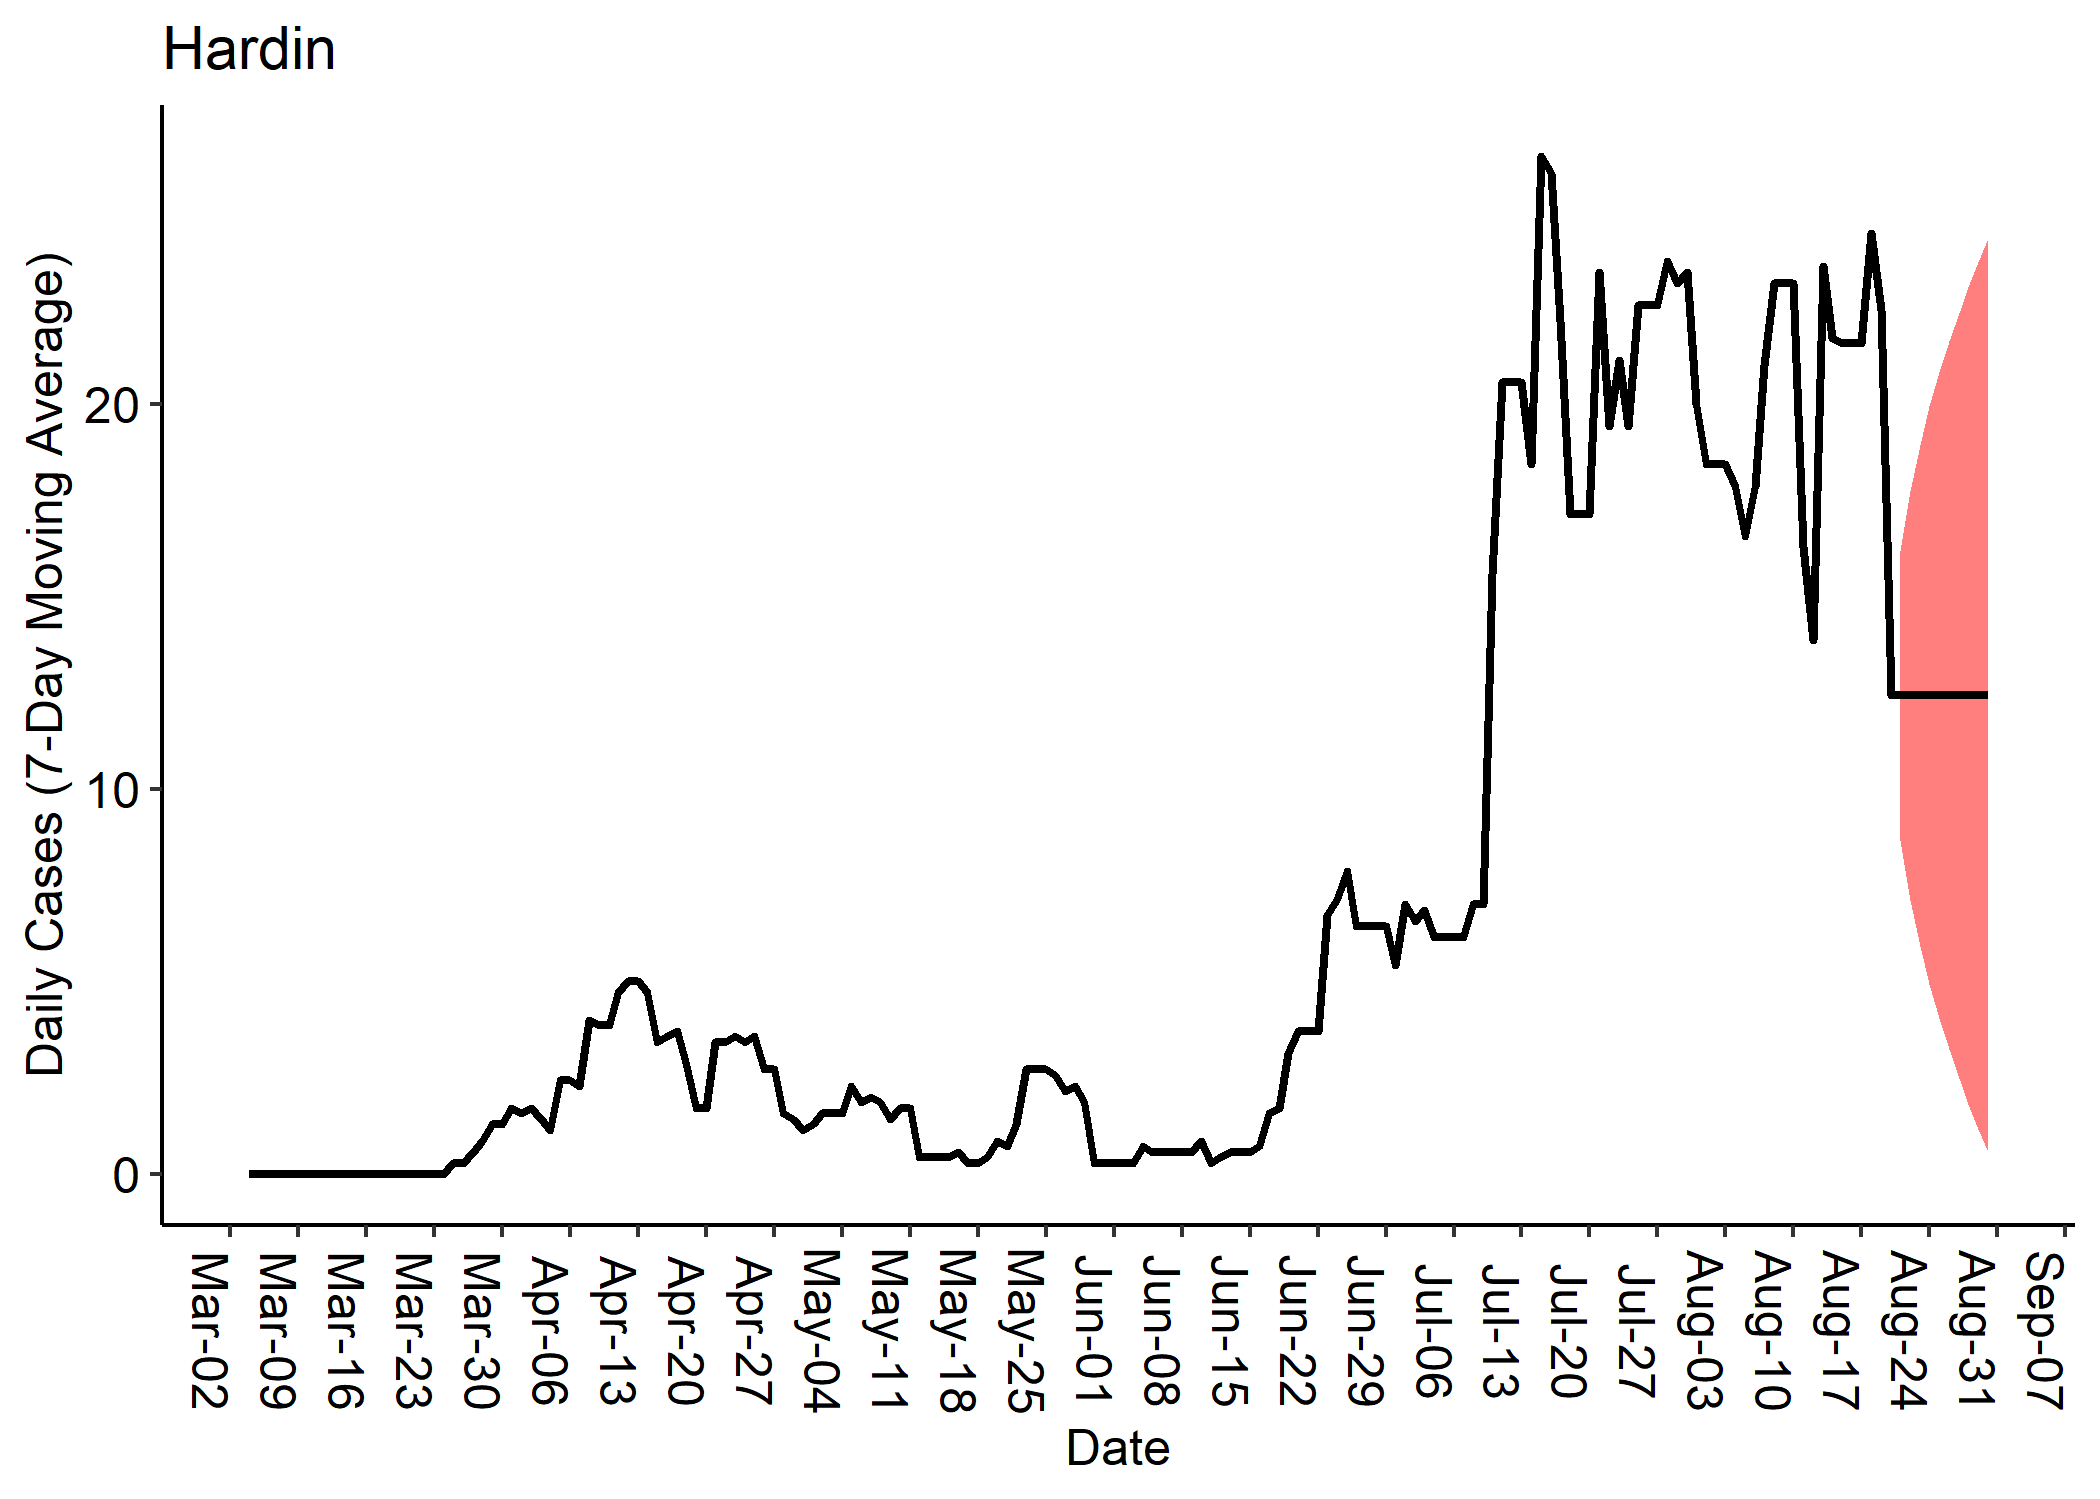 Hardin
Daily Cases (7-Day Moving Average)
20
10
0
Mar-02
Mar-09
Mar-16
Mar-23
Mar-30
Apr-06
Apr-13
Apr-20
Apr-27
May-04
May-11
May-18
May-25
Jun-01
Jun-08
Jun-15
Jun-22
Jun-29
Jul-06
Jul-13
Jul-20
Jul-27
Aug-03
Aug-10
Aug-17
Aug-24
Aug-31
Sep-07
Date